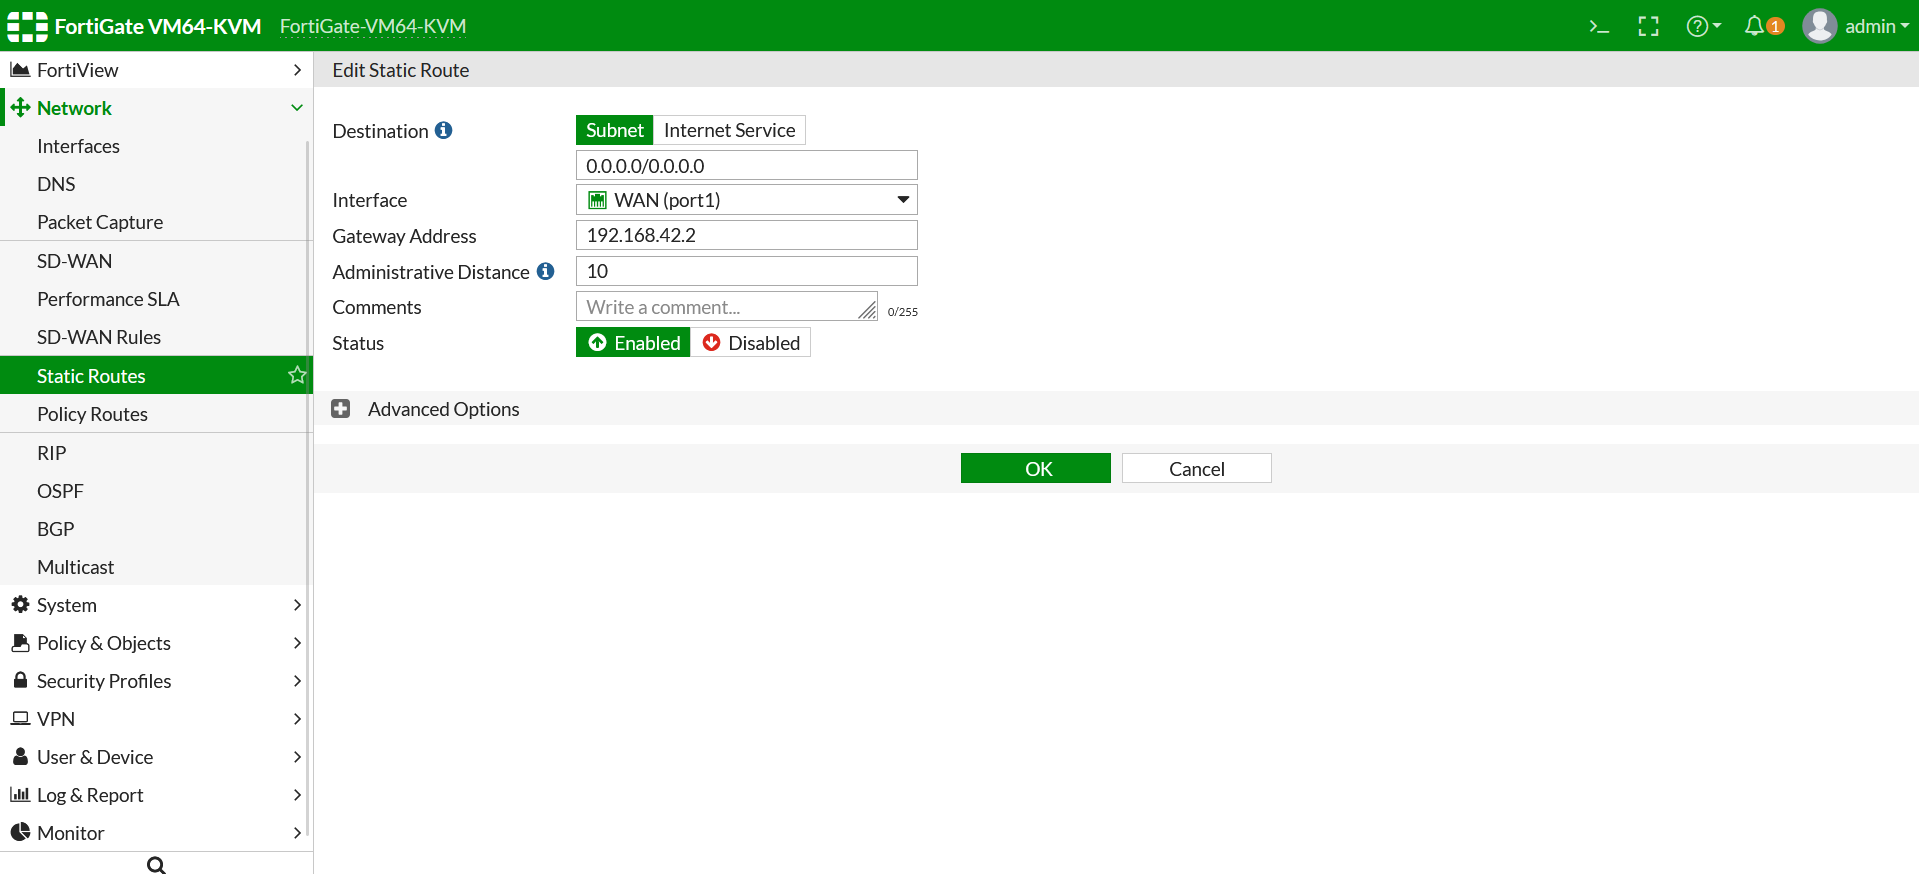 FortiGate VM64-KVM FortiGate-VM64-KVM >_ ? 1 admin
FortiView
Network
Interfaces
DNS
Packet Capture
SD-WAN
Performance SLA
SD-WAN Rules
Static Routes
Policy Routes
RIP
OSPF
BGP
Multicast
System
Policy & Objects
Security Profiles
VPN
User & Device
Log & Report
Monitor
Edit Static Route
Destination Subnet Internet Service
0.0.0.0/0.0.0.0
Interface WAN (port1)
Gateway Address 192.168.42.2
Administrative Distance 10
Comments Write a comment... 0/255
Status Enabled Disabled
Advanced Options
OK Cancel